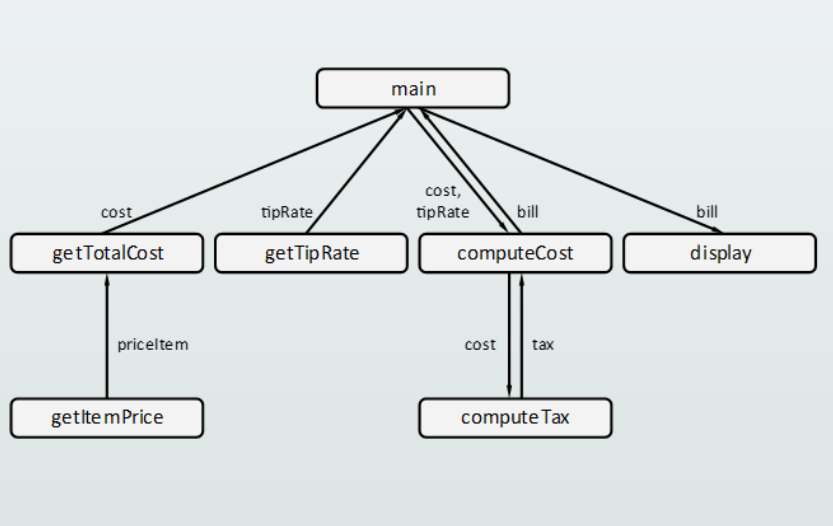 main
cost,
cost
tipRate
tipRate
bill
bill
getTotalCost
getTipRate
computeCost
display
priceItem
cost
tax
getItemPrice
computeTax